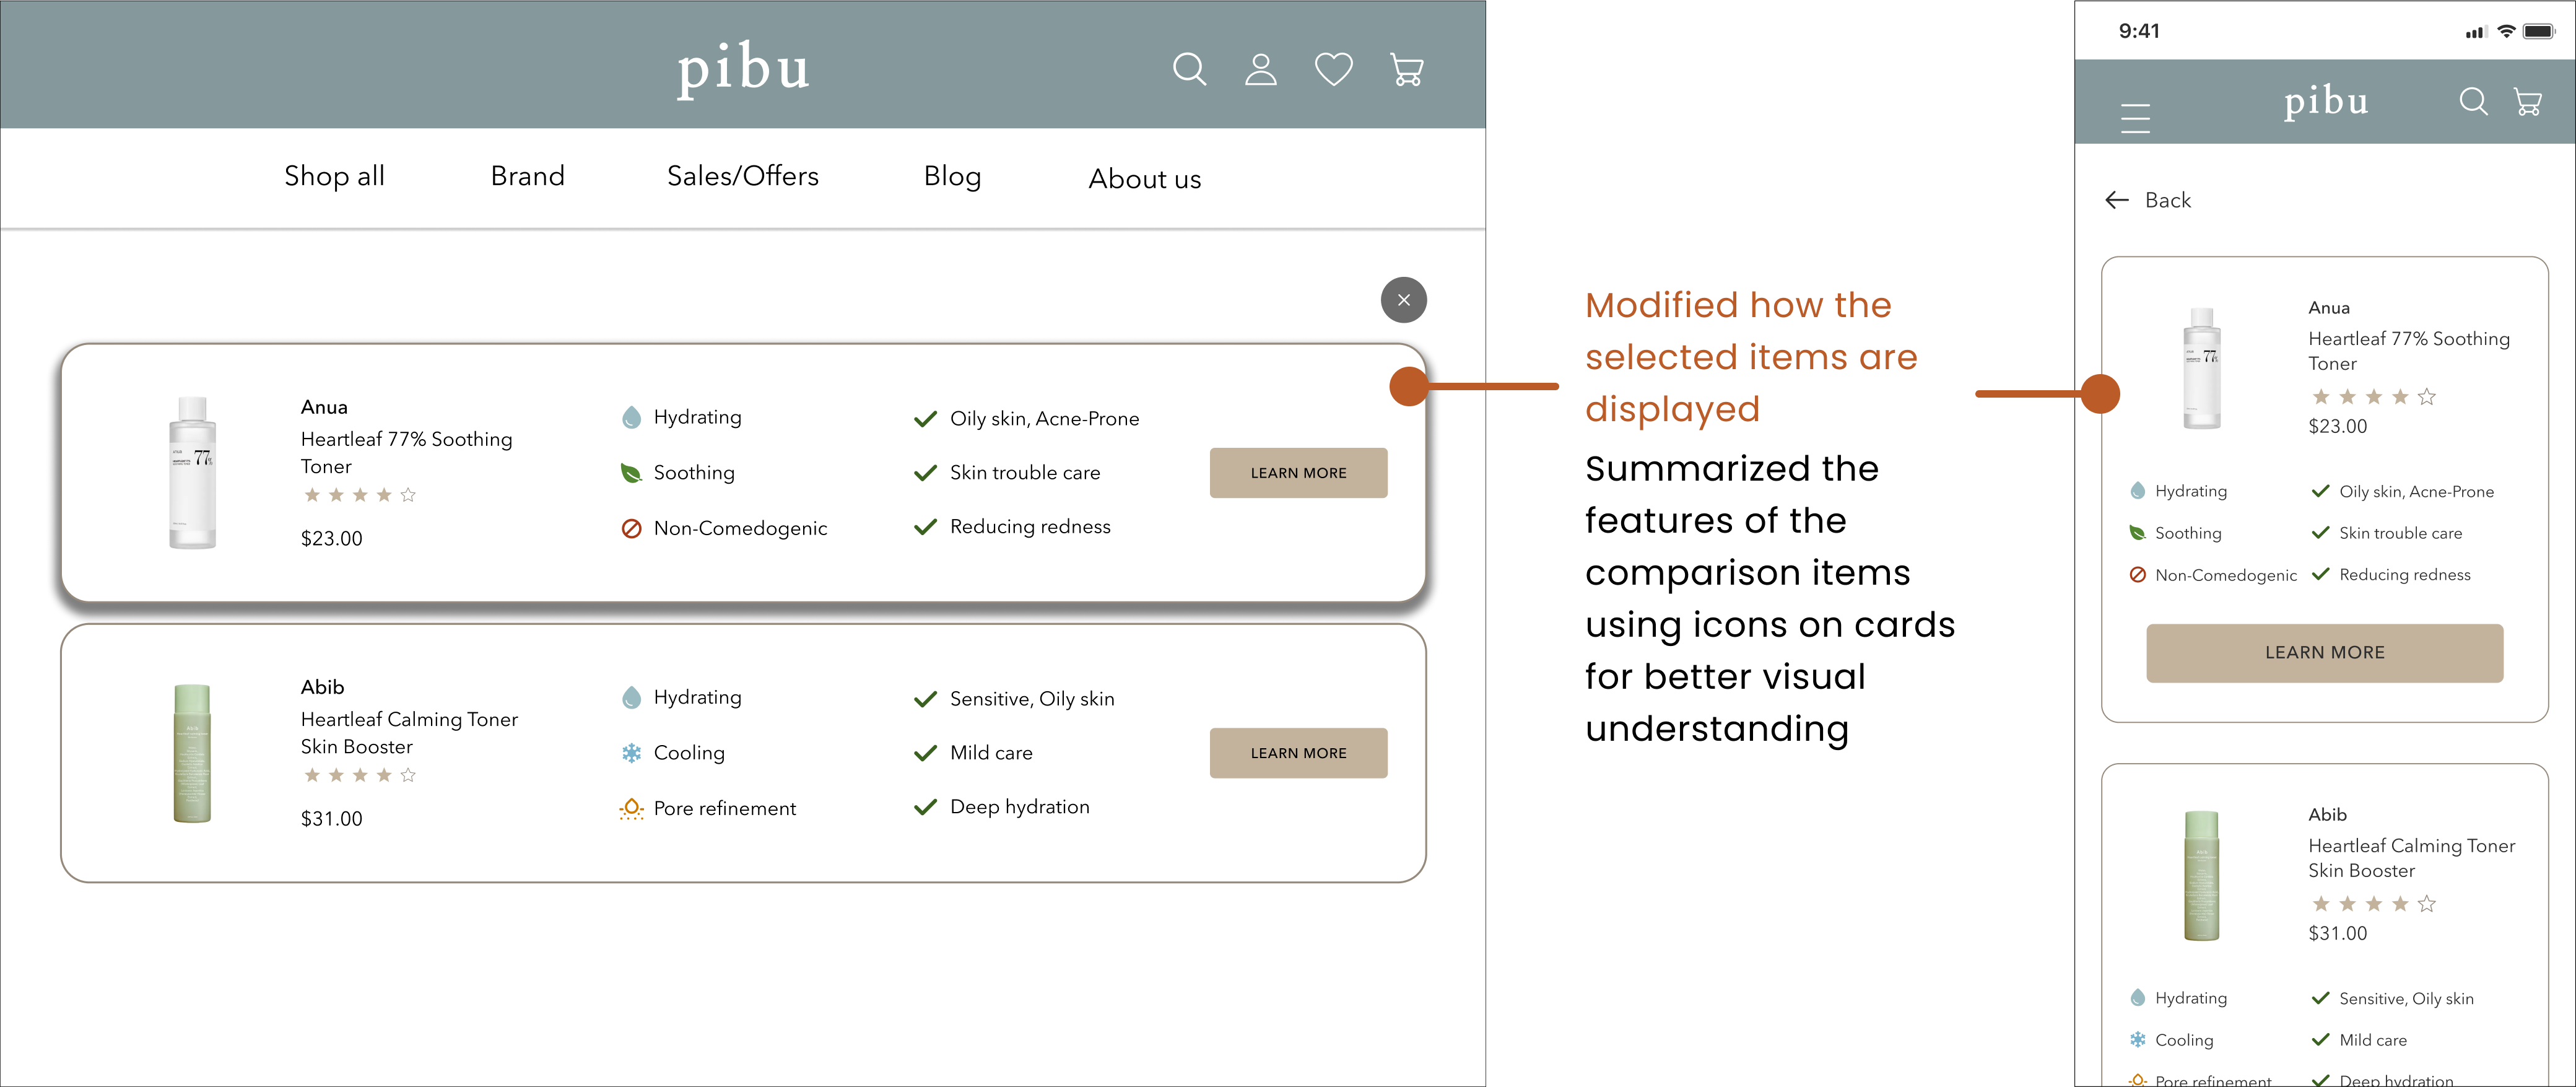 pibu
Shop all
Brand
Sales/Offers
Blog
About us
Anua
Heartleaf 77% Soothing
Toner
$23.00
Hydrating
Soothing
Non-Comedogenic
Oily skin, Acne-Prone
Skin trouble care
Reducing redness
LEARN MORE
77
Abib
Heartleaf Calming Toner
Skin Booster
$31.00
Hydrating
Cooling
Pore refinement
Sensitive, Oily skin
Mild care
Deep hydration
LEARN MORE
Modified how the
selected items are
displayed
Summarized the
features of the
comparison items
using icons on cards
for better visual
understanding
9:41
pibu
Back
Anua
Heartleaf 77% Soothing
Toner
$23.00
77
Hydrating
Soothing
Non-Comedogenic
Oily skin, Acne-Prone
Skin trouble care
Reducing redness
LEARN MORE
Abib
Heartleaf Calming Toner
Skin Booster
$31.00
Hydrating
Cooling
Pore refinement
Sensitive, Oily skin
Mild care
Deep hydration